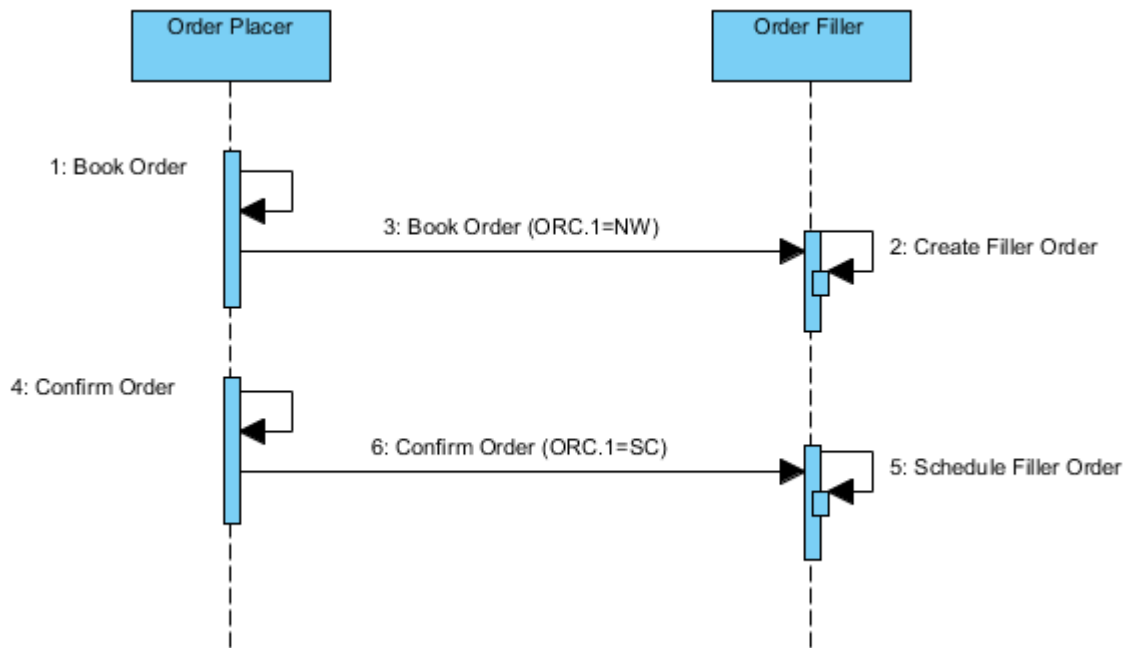 Order Placer
Order Filler
1: Book Order
3: Book Order (ORC.1=NW)
2: Create Filler Order
4: Confirm Order
6: Confirm Order (ORC.1=SC)
5: Schedule Filler Order